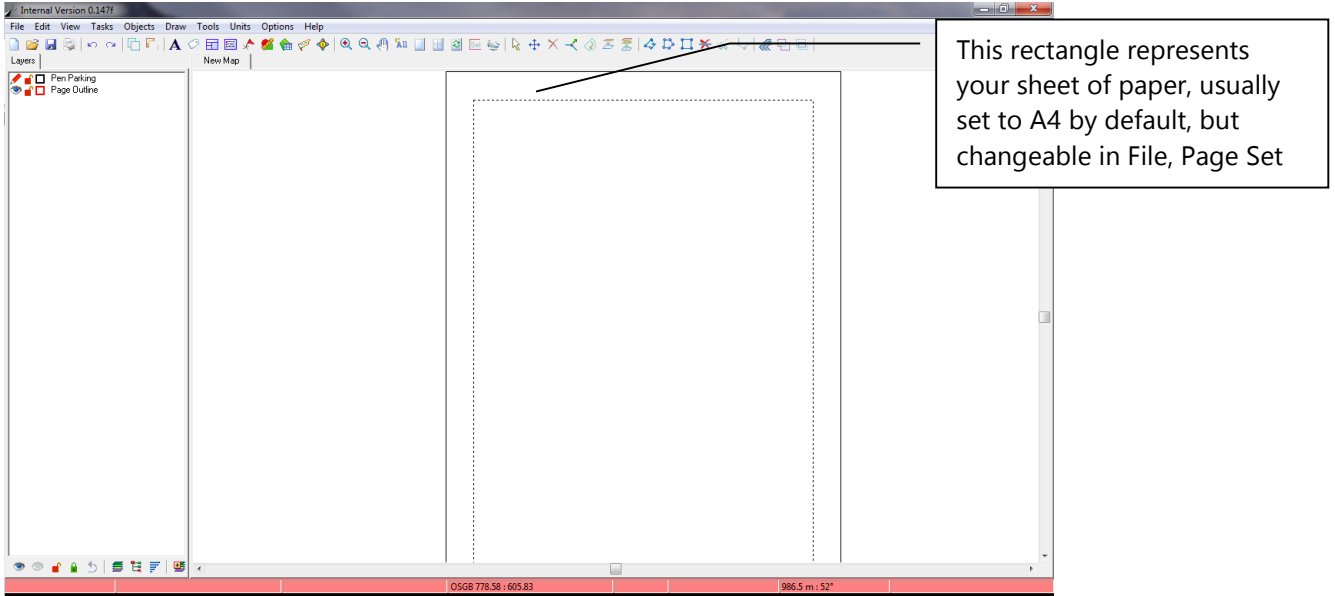 Internal Version 0.147f
File Edit View Tasks Objects Draw Tools Units Options Help
A All
Layers New Map
Pen Parking
Page Outline
This rectangle represents
your sheet of paper, usually
set to A4 by default, but
changeable in File, Page Set
OSGB 778.58 : 605.83 986.5 m : 52°